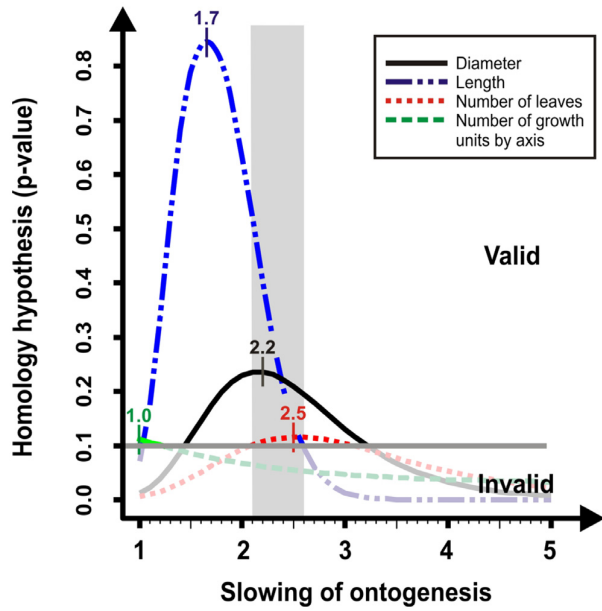 1.7
Diameter
Length
Number of leaves
Number of growth
units by axis
Homology hypothesis (p-value)
0.8
0.7
0.6
0.5
0.4
0.3
0.2
0.1
0.0
Valid
2.2
1.0
2.5
Invalid
1
2
3
4
5
Slowing of ontogenesis